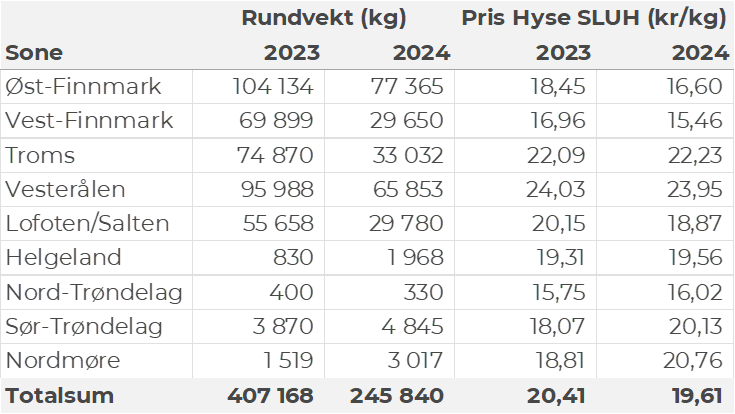 Rundvekt (kg) Pris Hyse SLUH (kr/kg)
Sone 2023 2024 2023 2024
Øst-Finnmark 104 134 77 365 18,45 16,60
Vest-Finnmark 69 899 29 650 16,96 15,46
Troms 74 870 33 032 22,09 22,23
Vesterålen 95 988 65 853 24,03 23,95
Lofoten/Salten 55 658 29 780 20,15 18,87
Helgeland 830 1 968 19,31 19,56
Nord-Trøndelag 400 330 15,75 16,02
Sør-Trøndelag 3 870 4 845 18,07 20,13
Nordmøre 1 519 3 017 18,81 20,76
Totalsum 407 168 245 840 20,41 19,61